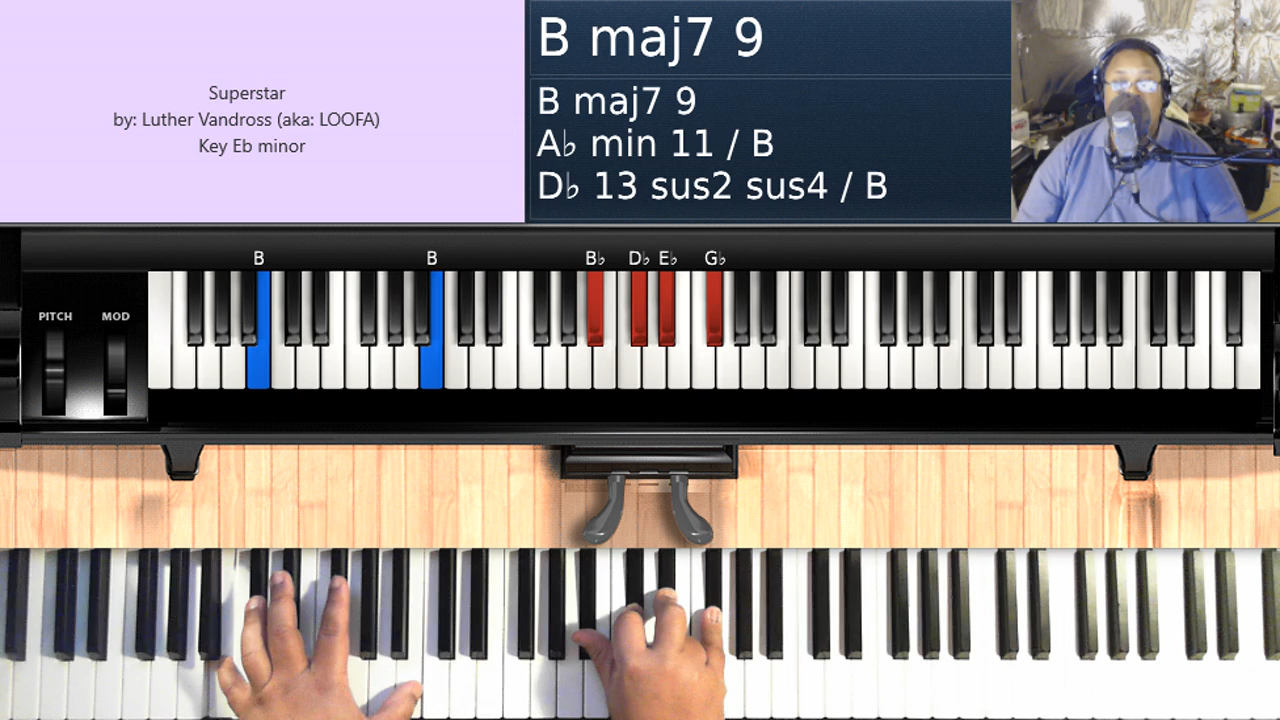 Superstar
by: Luther Vandross (aka: LOOFA)
Key Eb minor
B maj7 9
B maj7 9
A♭ min 11 / B
D♭ 13 sus2 sus4 / B
B B B♭ D♭ E♭ G♭
PITCH MOD